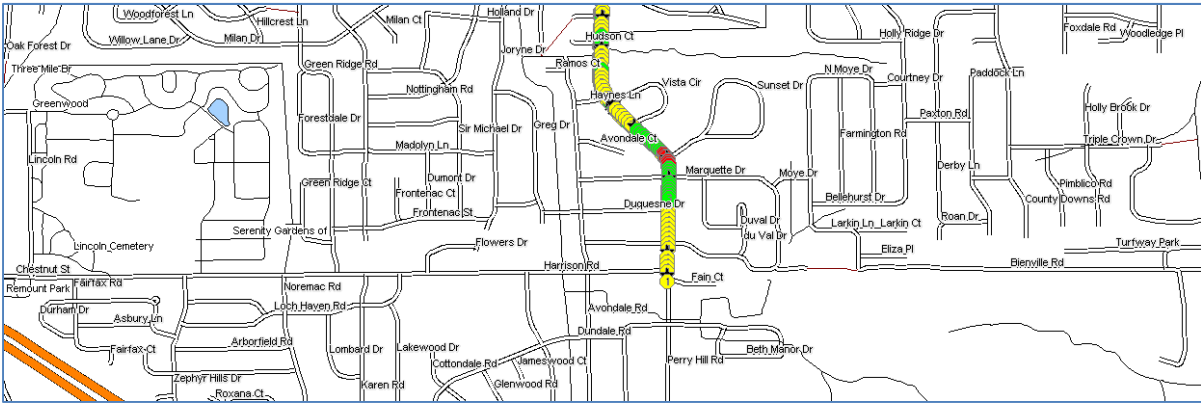 Woodforest Ln
Hillcrest Ln
Milan Ct
Holland Dr
Foxdale Rd
Woodledge Pl
Holly Ridge Dr
Hudson Ct
Willow Lane Dr
Milan Dr
Oak Forest Dr
Joryne Dr
Ramos Ct
Three Mile Br
Green Ridge Rd
N Moye Dr
Courtney Dr
Paddock Ln
Vista Cir
Sunset Dr
Nottingham Rd
Haynes Ln
Greenwood
Holly Brook Dr
Forestdale Dr
Sir Michael Dr
Greg Dr
Paxton Rd
Farmington Rd
Avondale Ct
Triple Crown Dr
Madolyn Ln
Lincoln Rd
Derby Ln
Marquette Dr
Moye Dr
Dumont Dr
Green Ridge Ct
Pimblico Rd
Frontenac Ct
Bellehurst Dr
County Downs Rd
Duquesne Dr
Frontenac St
Roan Dr
Duval Dr
Larkin Ln
Larkin Ct
Serenity Gardens of
du Val Dr
Lincoln Cemetery
Flowers Dr
Eliza Pl
Turfway Park
Harrison Rd
Bienville Rd
Chestnut St
Fain Ct
1
Fairfax Rd
Remount Park
Noremac Rd
Loch Haven Rd
Avondale Rd
Durham Dr
Asbury Ln
Dundale Rd
Arborfield Rd
Fairfax Ct
Lombard Dr
Lakewood Dr
Beth Manor Dr
Cottondale Rd
Jameswood Ct
Perry Hill Rd
Zephyr Hills Dr
Karen Rd
Glenwood Rd
Roxana Ct